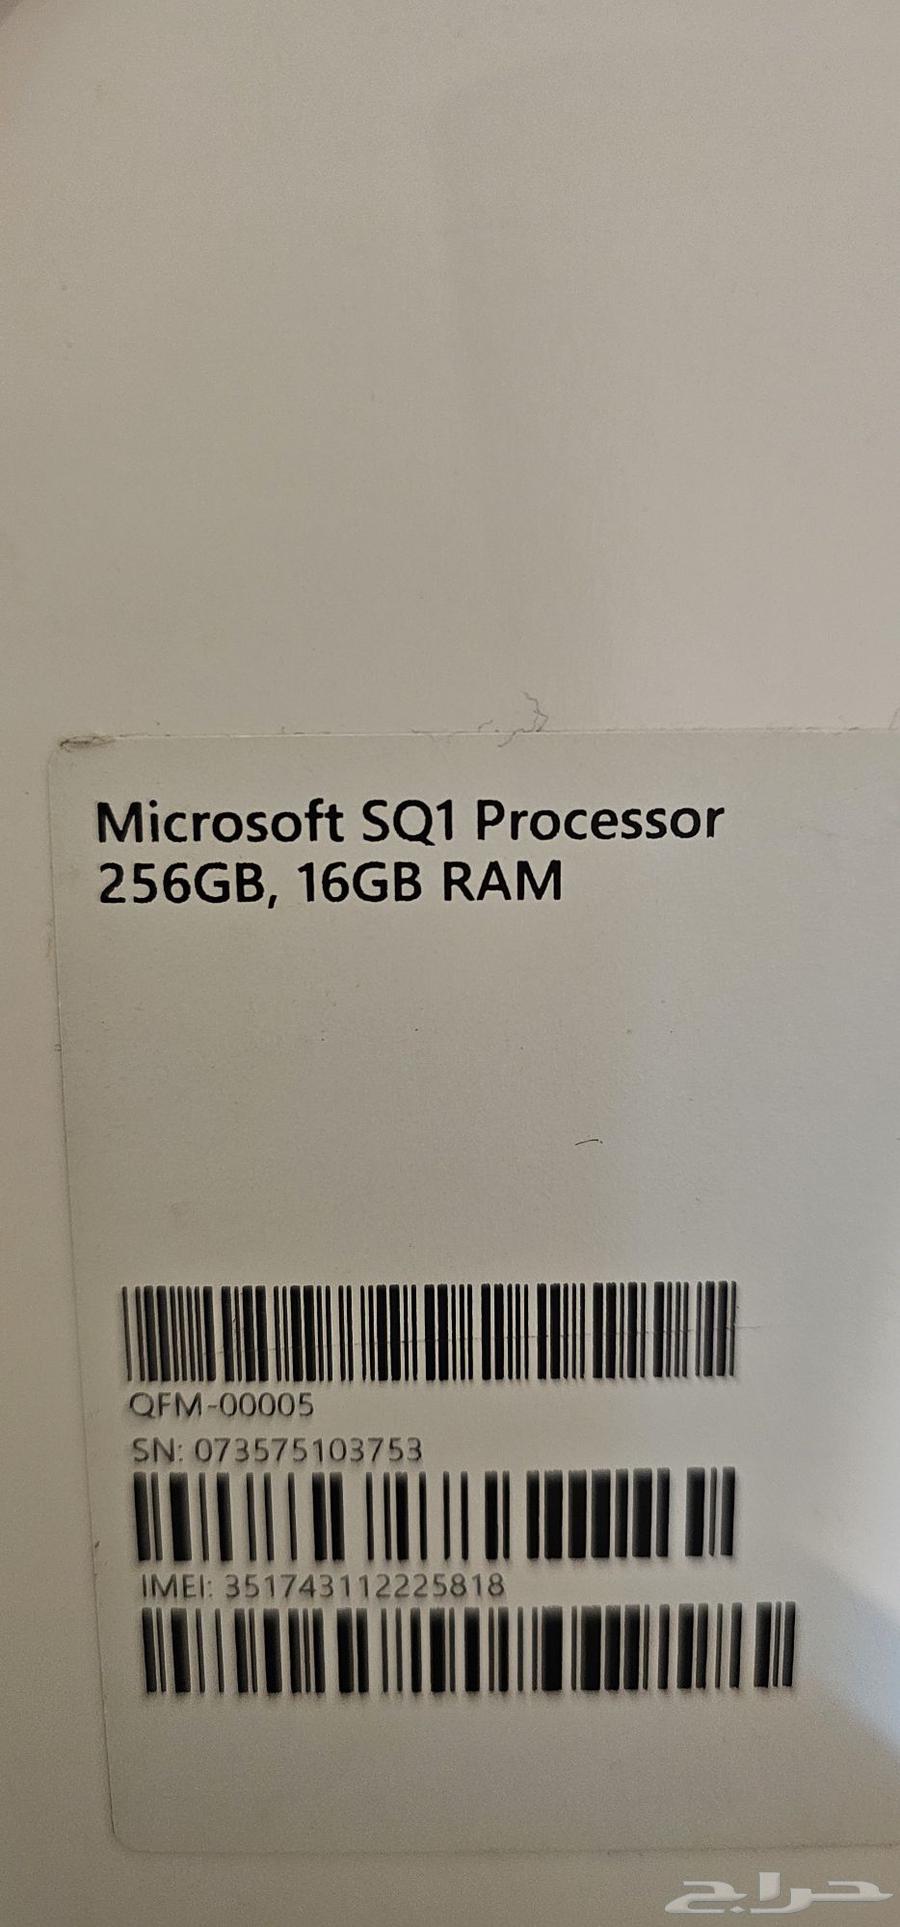 Microsoft SQ1 Processor
256GB, 16GB RAM
QFM-00005
SN: 073575103753
IMEI: 351743112225818
حراج